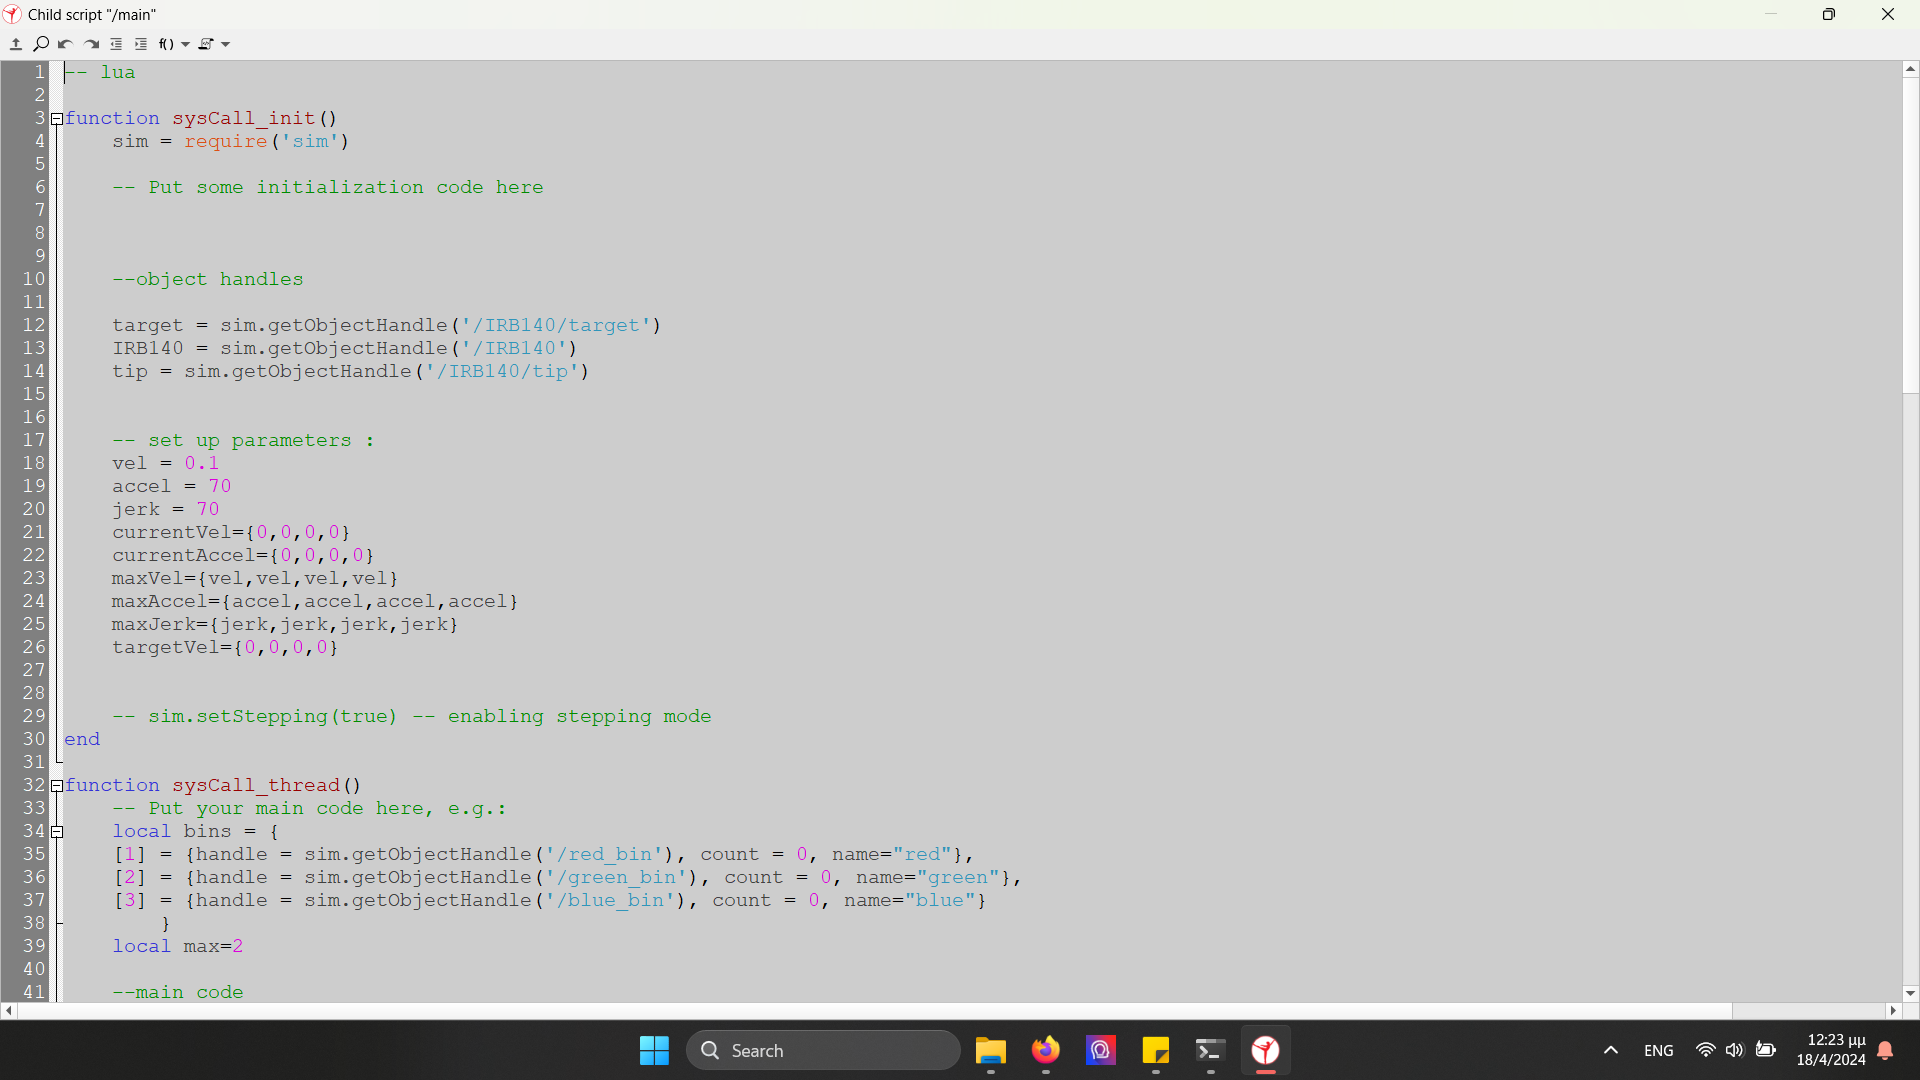 Child script "/main"
f()
1 -- lua
2
3 function sysCall_init()
4 sim = require('sim')
5
6 -- Put some initialization code here
7
8
9
10 --object handles
11
12 target = sim.getObjectHandle('/IRB140/target')
13 IRB140 = sim.getObjectHandle('/IRB140')
14 tip = sim.getObjectHandle('/IRB140/tip')
15
16
17 -- set up parameters :
18 vel = 0.1
19 accel = 70
20 jerk = 70
21 currentVel={0,0,0,0}
22 currentAccel={0,0,0,0}
23 maxVel={vel,vel,vel,vel}
24 maxAccel={accel,accel,accel,accel}
25 maxJerk={jerk,jerk,jerk,jerk}
26 targetVel={0,0,0,0}
27
28
29 -- sim.setStepping(true) -- enabling stepping mode
30 end
31
32 function sysCall_thread()
33 -- Put your main code here, e.g.:
34 local bins = {
35 [1] = {handle = sim.getObjectHandle('/red_bin'), count = 0, name="red"},
36 [2] = {handle = sim.getObjectHandle('/green_bin'), count = 0, name="green"},
37 [3] = {handle = sim.getObjectHandle('/blue_bin'), count = 0, name="blue"}
38 }
39 local max=2
40
41 --main code
Search
ENG
12:23 μμ
18/4/2024